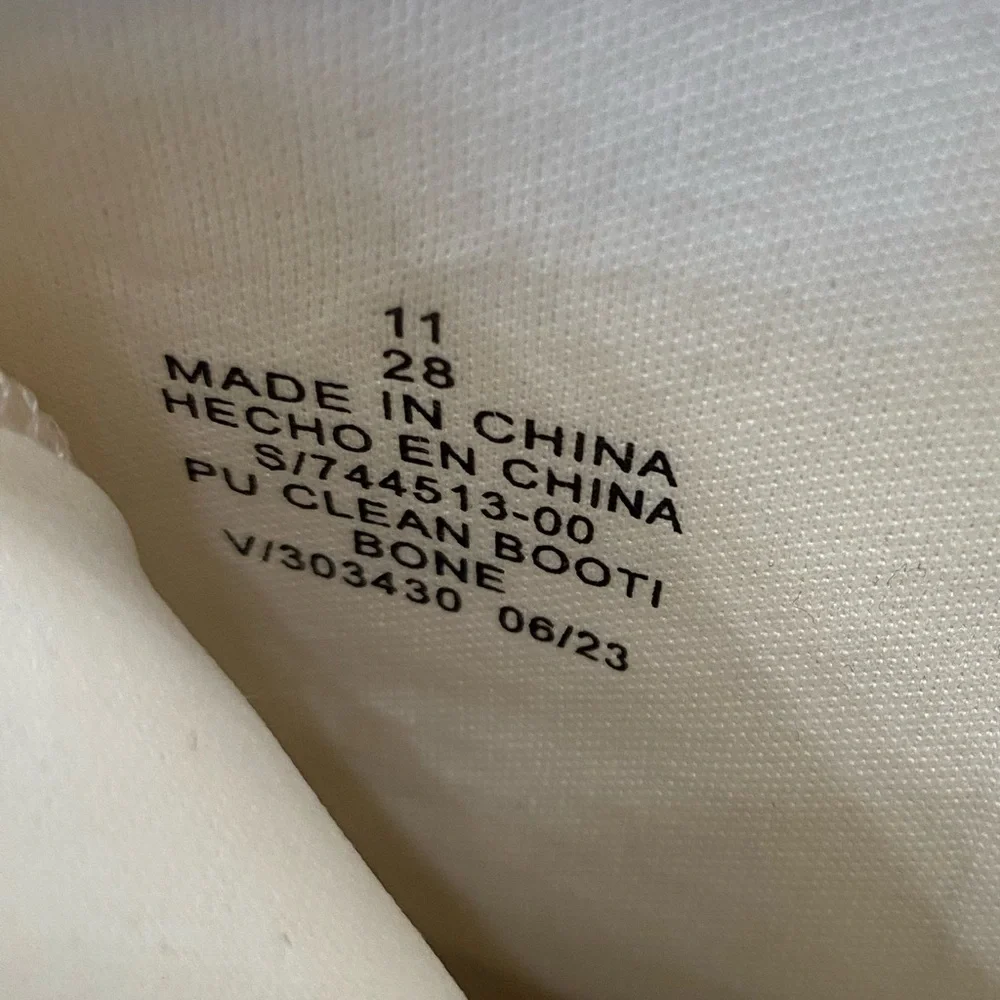 11
28
MADE IN CHINA
HECHO EN CHINA
S/744513-00
PU CLEAN BOOTI
BONE
V/303430 06/23